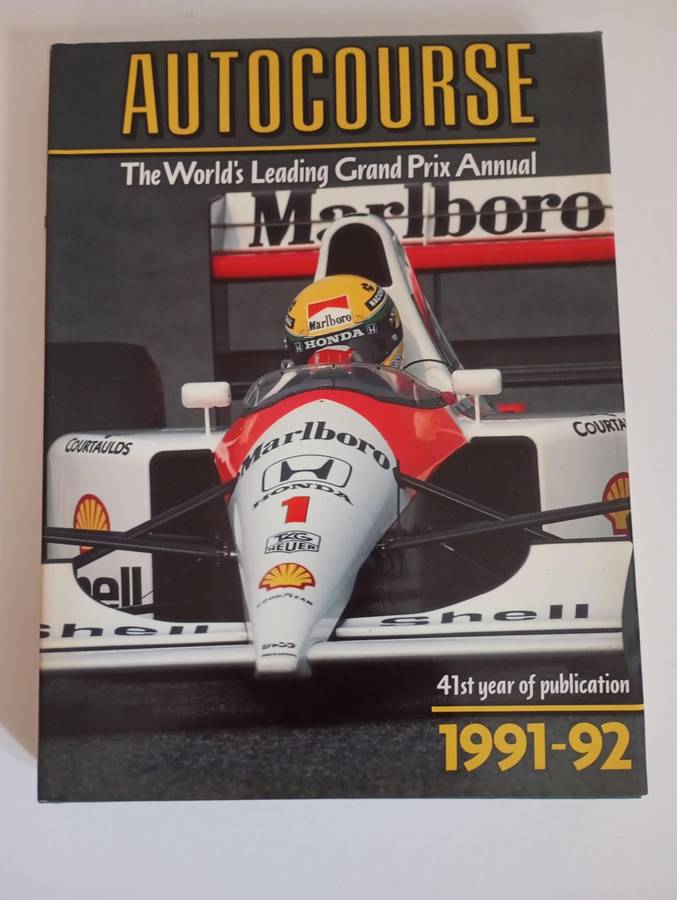 AUTOCOURSE
The World's Leading Grand Prix Annual
Marlboro
Marlboro
HONDA
COURTAULDS
COURTA
Marlboro
HONDA
1
TAG
HEUER
GOODYEAR
hell
shell
shell
41st year of publication
1991-92